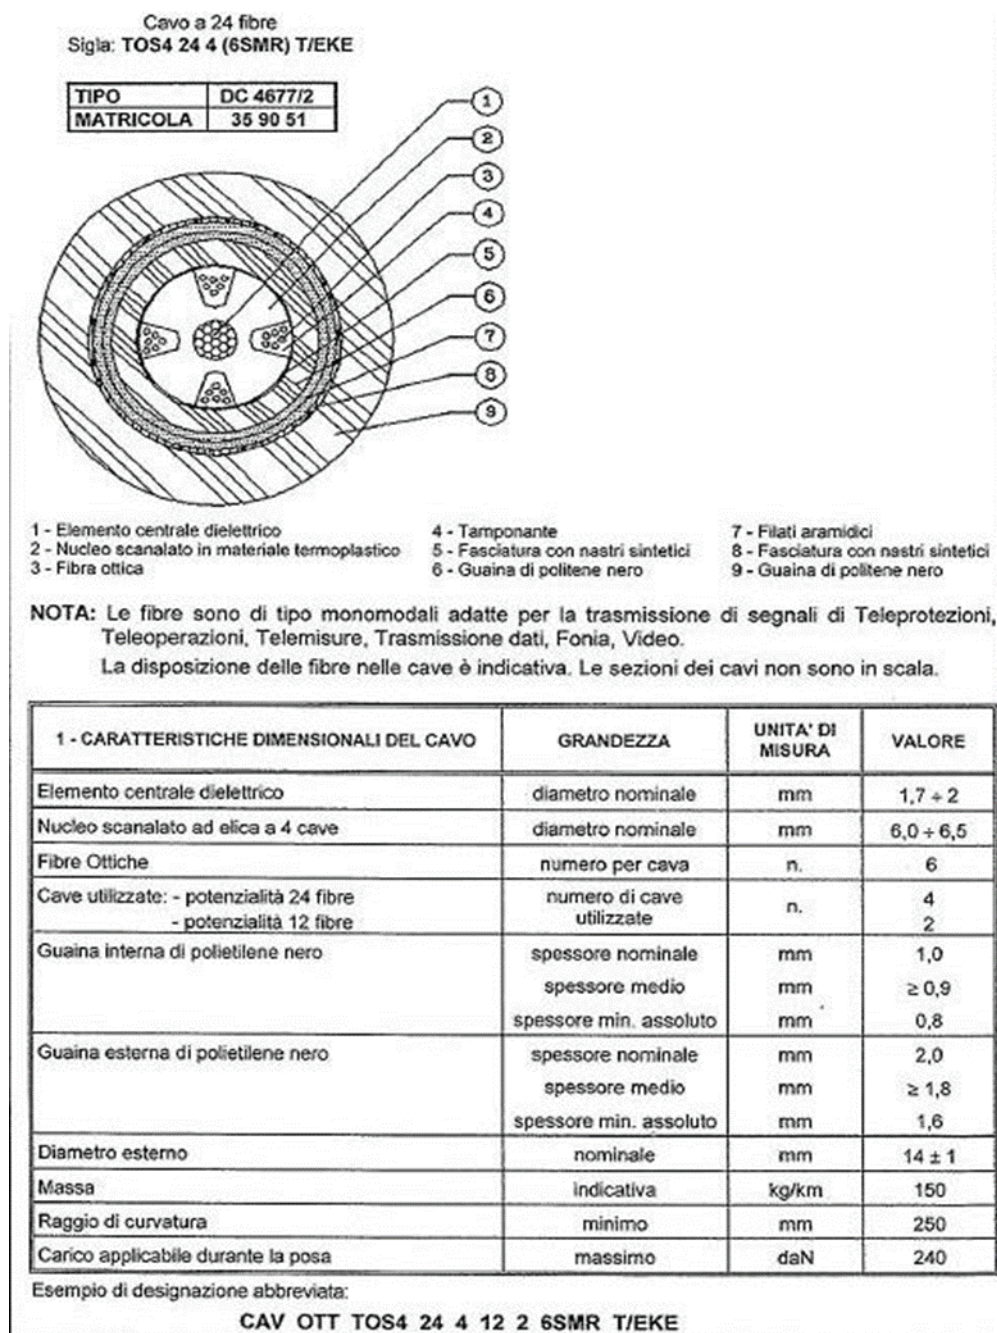 Cavo a 24 fibre
Sigla: TOS4 24 4 (6SMR) T/EKE
TIPO DC 4677/2
MATRICOLA 35 90 51
1
2
3
4
5
6
7
8
9
1 - Elemento centrale dielettrico
2 - Nucleo scanalato in materiale termoplastico
3 - Fibra ottica
4 - Tamponante
5 - Fasciatura con nastri sintetici
6 - Guaina di politene nero
7 - Filati aramidici
8 - Fasciatura con nastri sintetici
9 - Guaina di politene nero
NOTA: Le fibre sono di tipo monomodali adatte per la trasmissione di segnali di Teleprotezioni,
Teleoperazioni, Telemisure, Trasmissione dati, Fonia, Video.
La disposizione delle fibre nelle cave è indicativa. Le sezioni dei cavi non sono in scala.
1 - CARATTERISTICHE DIMENSIONALI DEL CAVO GRANDEZZA UNITA' DI MISURA VALORE
Elemento centrale dielettrico diametro nominale mm 1,7 ÷ 2
Nucleo scanalato ad elica a 4 cave diametro nominale mm 6,0 ÷ 6,5
Fibre Ottiche numero per cava n. 6
Cave utilizzate: - potenzialità 24 fibre numero di cave utilizzate n. 4
- potenzialità 12 fibre 2
Guaina interna di polietilene nero spessore nominale mm 1,0
spessore medio mm ≥ 0,9
spessore min. assoluto mm 0,8
Guaina esterna di polietilene nero spessore nominale mm 2,0
spessore medio mm ≥ 1,8
spessore min. assoluto mm 1,6
Diametro esterno nominale mm 14 ± 1
Massa indicativa kg/km 150
Raggio di curvatura minimo mm 250
Carico applicabile durante la posa massimo daN 240
Esempio di designazione abbreviata:
CAV OTT TOS4 24 4 12 2 6SMR T/EKE